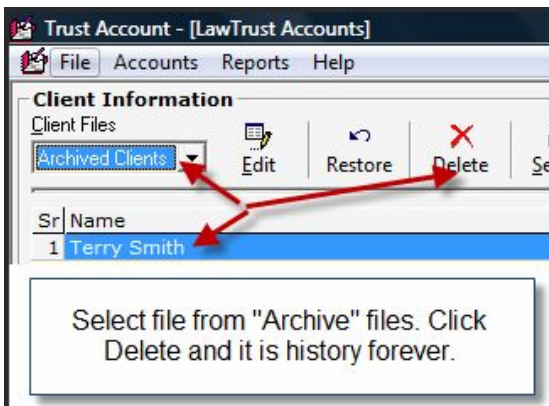 Trust Account - [LawTrust Accounts]
File Accounts Reports Help
Client Information
Client Files
Archived Clients
Edit Restore Delete
Sr Name
1 Terry Smith
Select file from "Archive" files. Click
Delete and it is history forever.